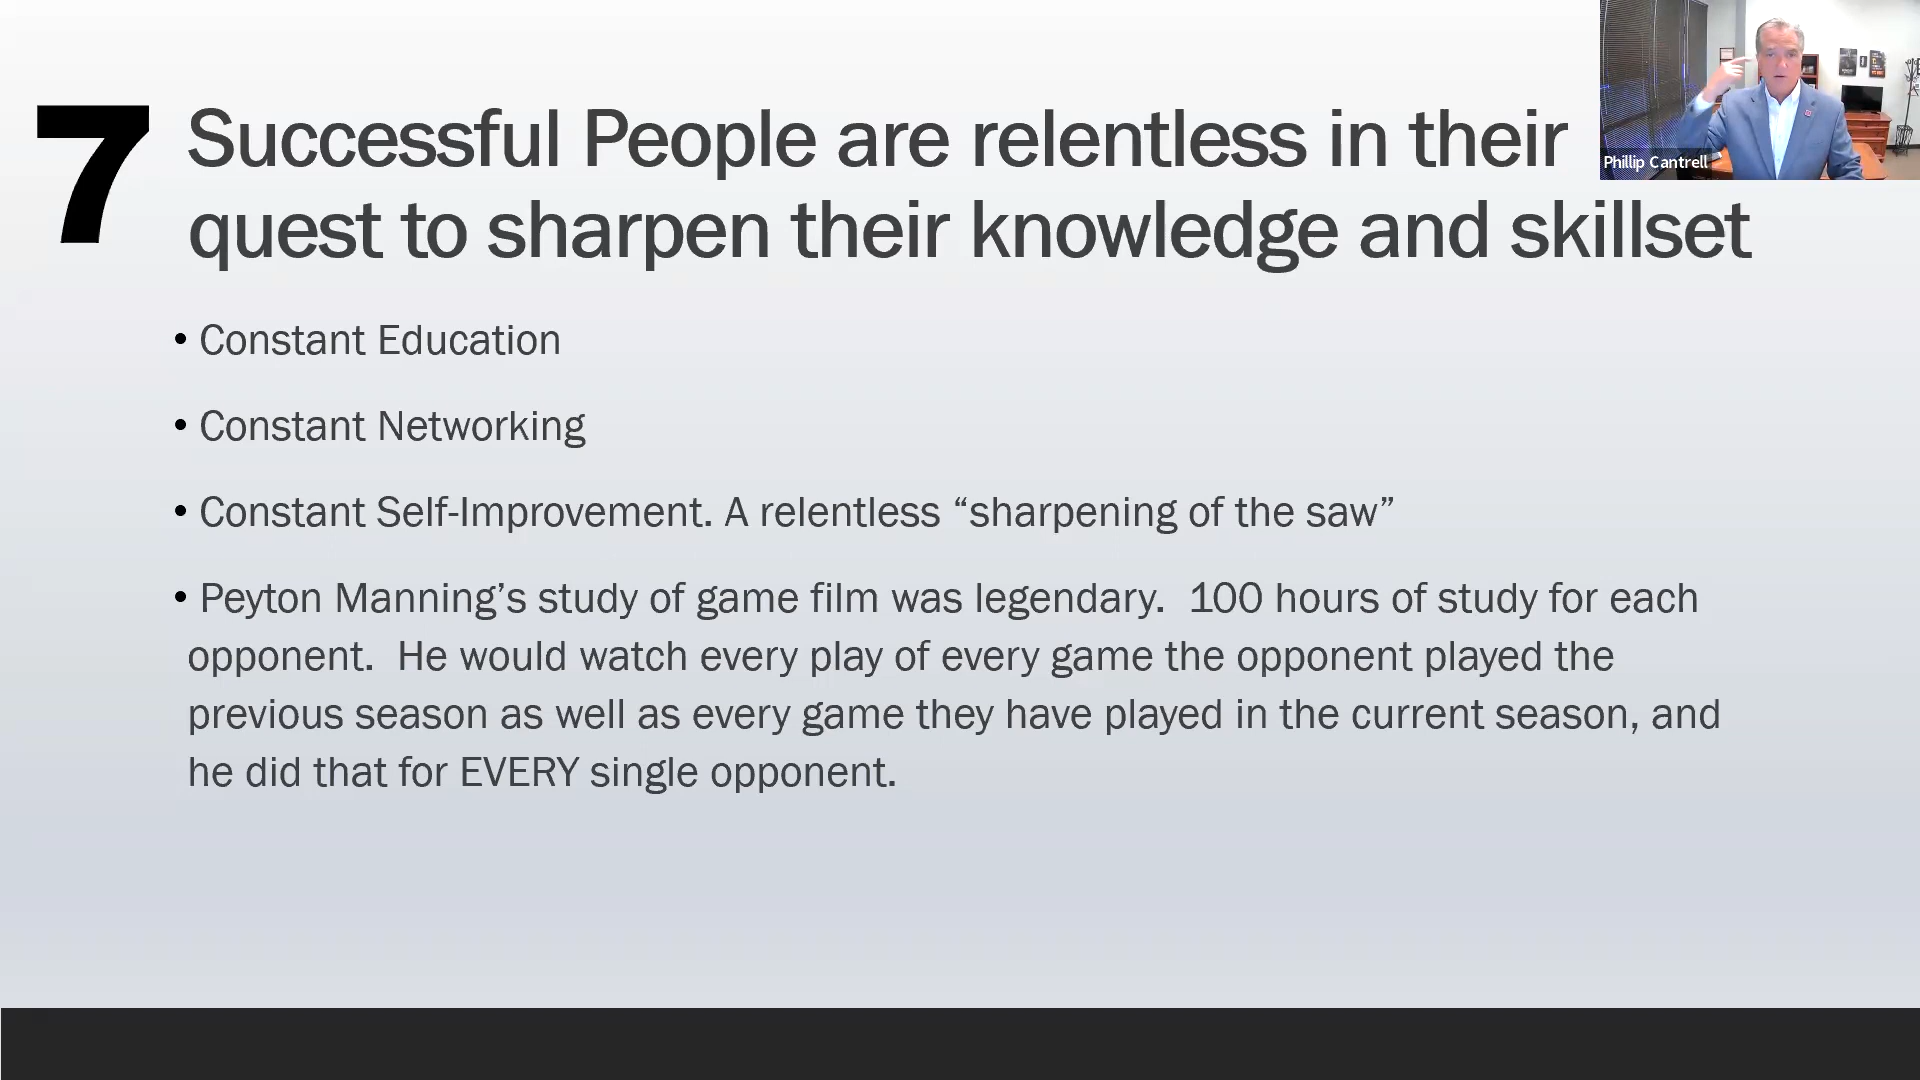 7
Successful People are relentless in their
quest to sharpen their knowledge and skillset
Phillip Cantrell
• Constant Education
• Constant Networking
• Constant Self-Improvement. A relentless “sharpening of the saw”
• Peyton Manning’s study of game film was legendary.  100 hours of study for each
opponent.  He would watch every play of every game the opponent played the
previous season as well as every game they have played in the current season, and
he did that for EVERY single opponent.